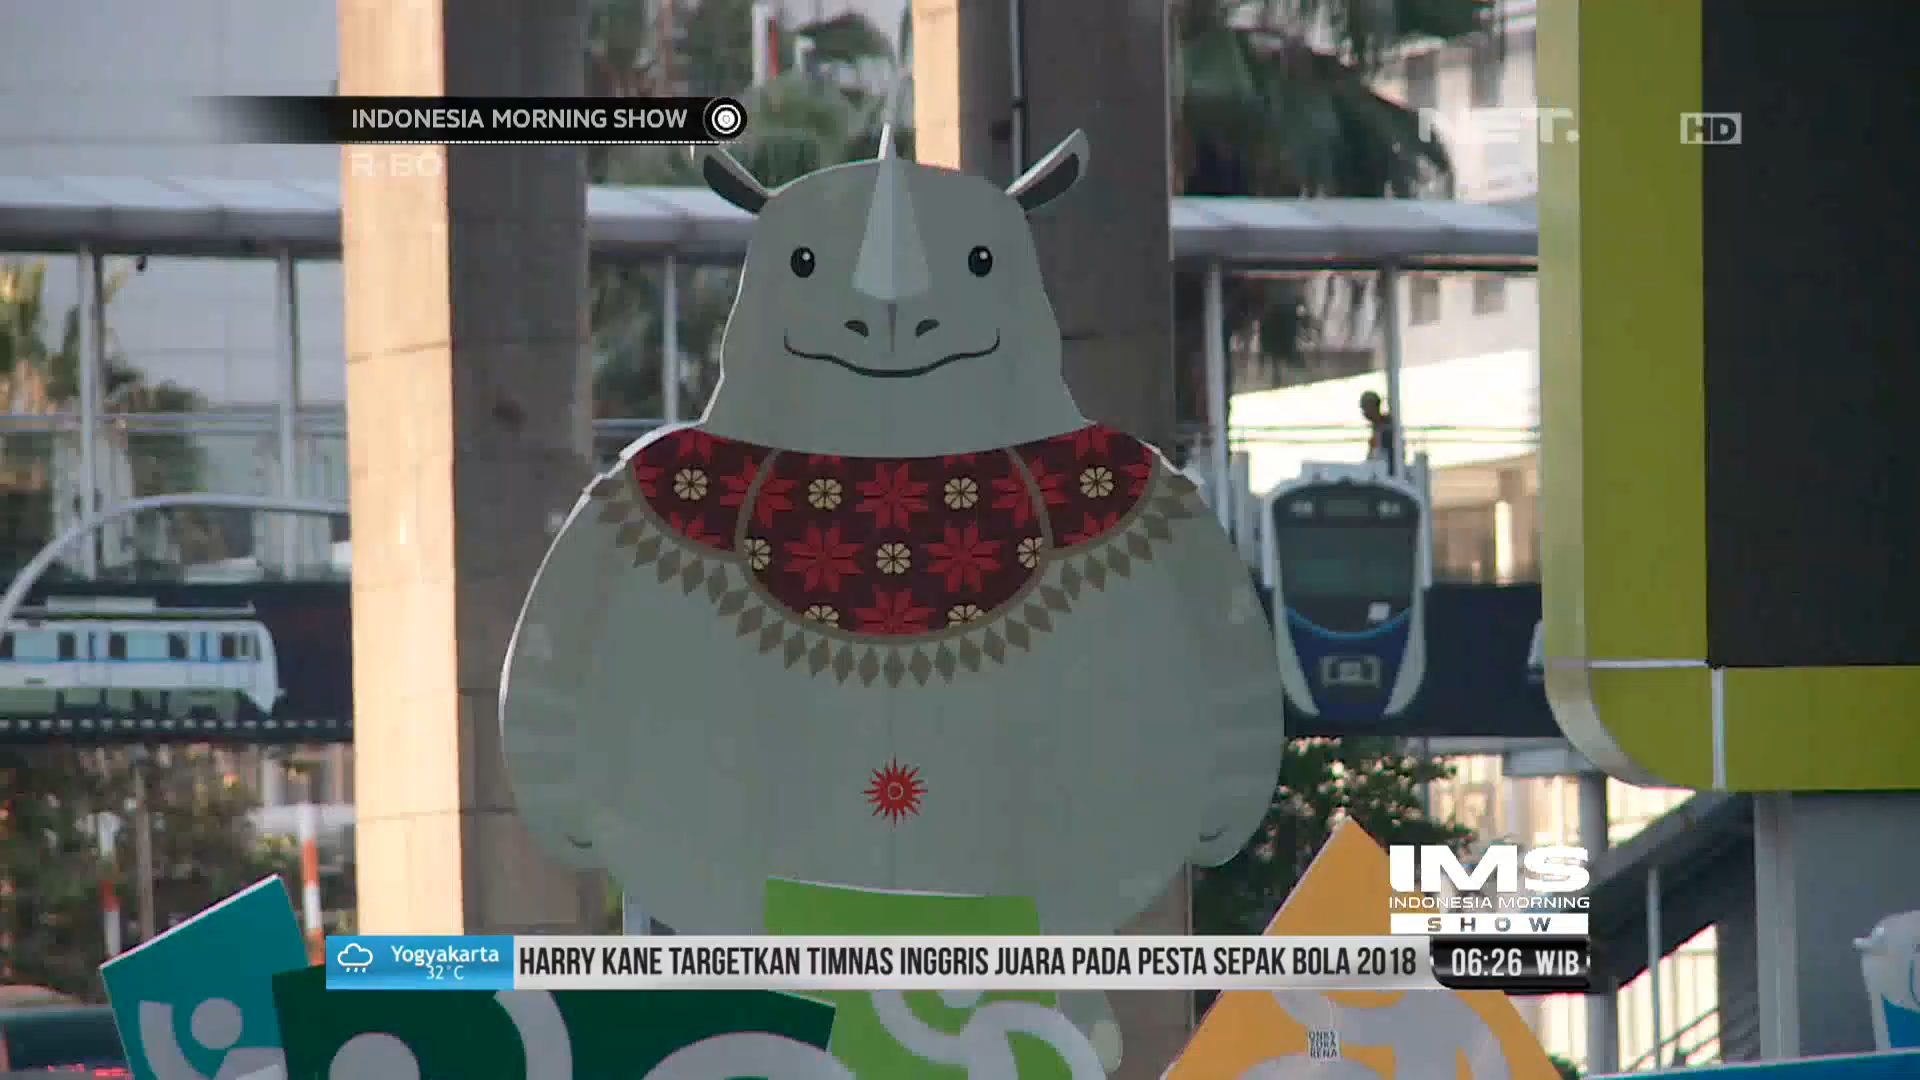 INDONESIA MORNING SHOW
R-BO
NET.
HD
IMS
INDONESIA MORNING
SHOW
Yogyakarta
32°C
HARRY KANE TARGETKAN TIMNAS INGGRIS JUARA PADA PESTA SEPAK BOLA 2018
06:26 WIB